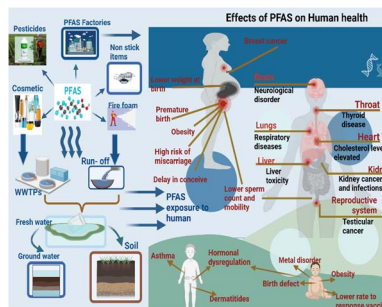 Effects of PFAS on Human health
Pesticides
PFAS Factories
Non stick
items
Cosmetic
PFAS
Fire foam
WWTPs
Run- off
PFAS
exposure to
human
Fresh water
Ground water
Soil
Breast cancer
Lower weight at
birth
Premature
birth
Obesity
High risk of
miscarriage
Delay in conceive
Brain
Neurological
disorder
Lungs
Respiratory
diseases
Liver
Liver
toxicity
Lower sperm
count and
mobility
Throat
Thyroid
disease
Heart
Cholesterol leve
elevated
Kidn
Kidney cancer
and infections
Reproductive
system
Testicular
cancer
Asthma
Hormonal
dysregulation
Dermatitides
Metal disorder
Birth defect
Obesity
Lower rate to
response vacci